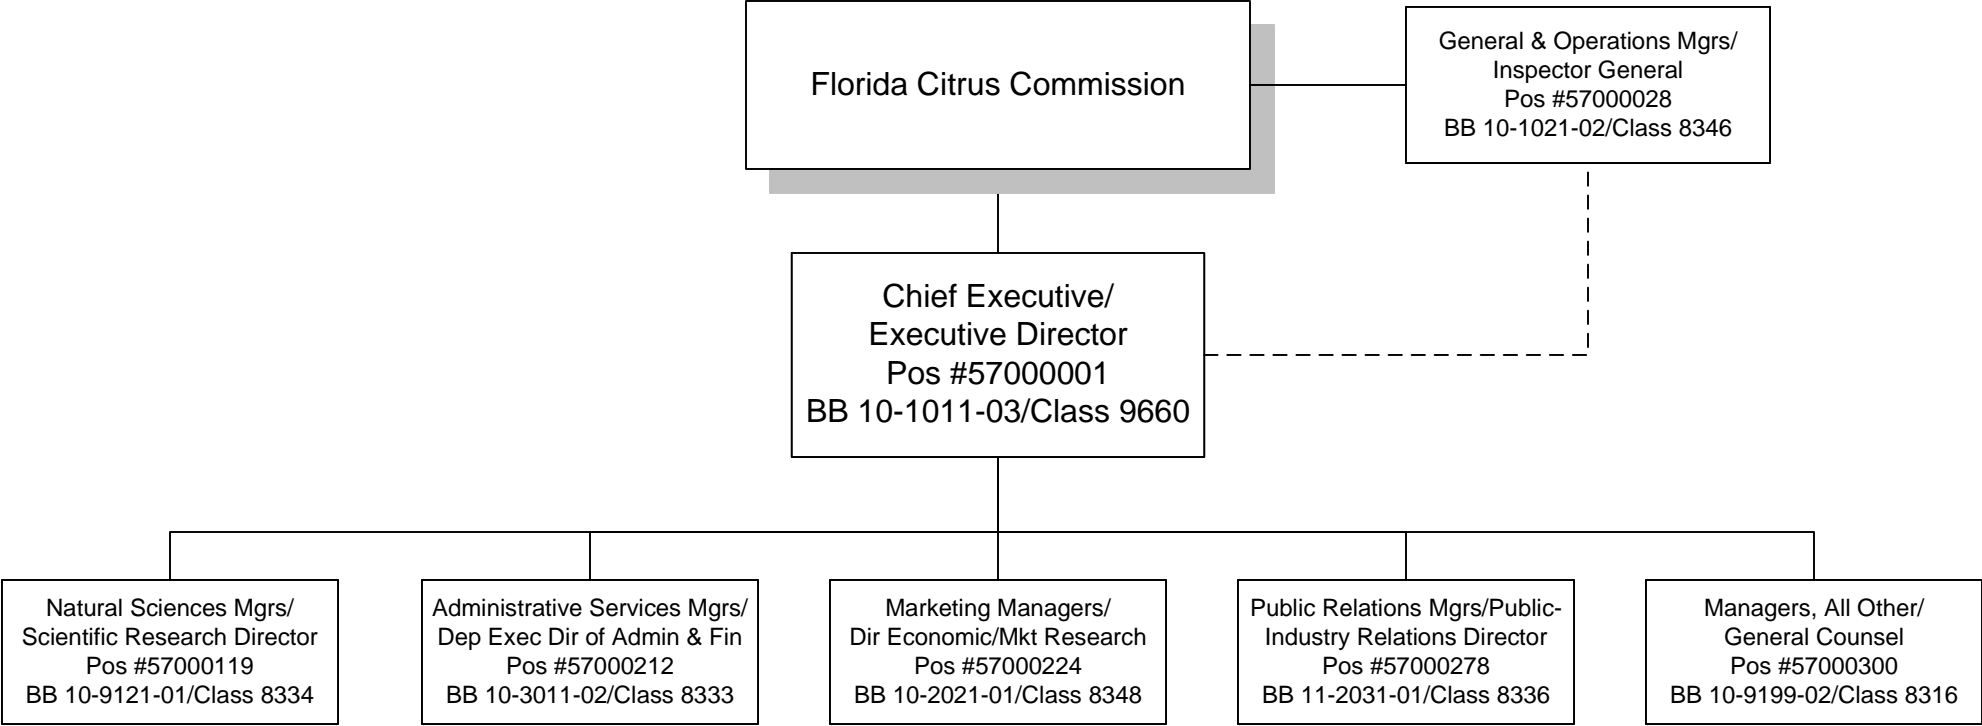 Florida Citrus Commission
General & Operations Mgrs/
Inspector General
Pos #57000028
BB 10-1021-02/Class 8346
Chief Executive/
Executive Director
Pos #57000001
BB 10-1011-03/Class 9660
Natural Sciences Mgrs/
Scientific Research Director
Pos #57000119
BB 10-9121-01/Class 8334
Administrative Services Mgrs/
Dep Exec Dir of Admin & Fin
Pos #57000212
BB 10-3011-02/Class 8333
Marketing Managers/
Dir Economic/Mkt Research
Pos #57000224
BB 10-2021-01/Class 8348
Public Relations Mgrs/Public-
Industry Relations Director
Pos #57000278
BB 11-2031-01/Class 8336
Managers, All Other/
General Counsel
Pos #57000300
BB 10-9199-02/Class 8316